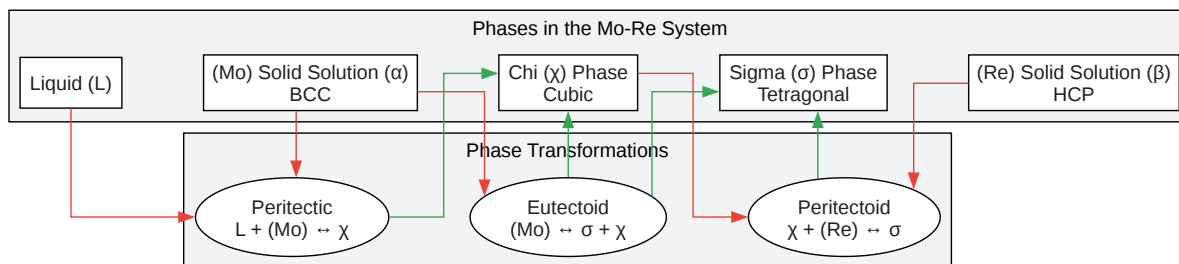 Phases in the Mo-Re System
Liquid (L)
(Mo) Solid Solution (α)
BCC
Chi (χ) Phase
Cubic
Sigma (σ) Phase
Tetragonal
(Re) Solid Solution (β)
HCP
Phase Transformations
Peritectic
L + (Mo) ↔ χ
Eutectoid
(Mo) ↔ σ + χ
Peritectoid
χ + (Re) ↔ σ